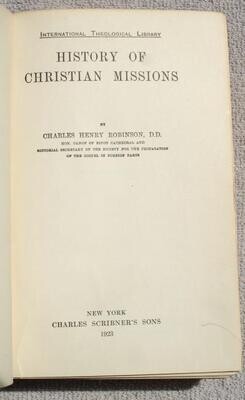 INTERNATIONAL THEOLOGICAL LIBRARY
HISTORY OF
CHRISTIAN MISSIONS
BY
CHARLES HENRY ROBINSON, D.D.
HON. CANON OF RIPON CATHEDRAL AND
EDITORIAL SECRETARY OF THE SOCIETY FOR THE PROPAGATION
OF THE GOSPEL IN FOREIGN PARTS
NEW YORK
CHARLES SCRIBNER'S SONS
1923